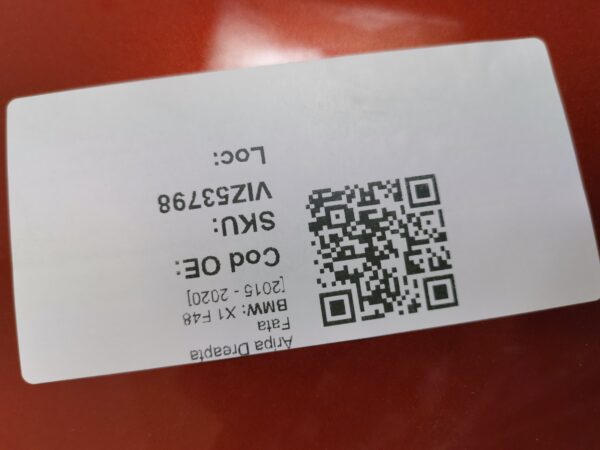 Aripa Dreapta
Fata
BMW: X1 F48
[2015 - 2020]
Cod OE:
SKU:
VIZ53798
Loc: